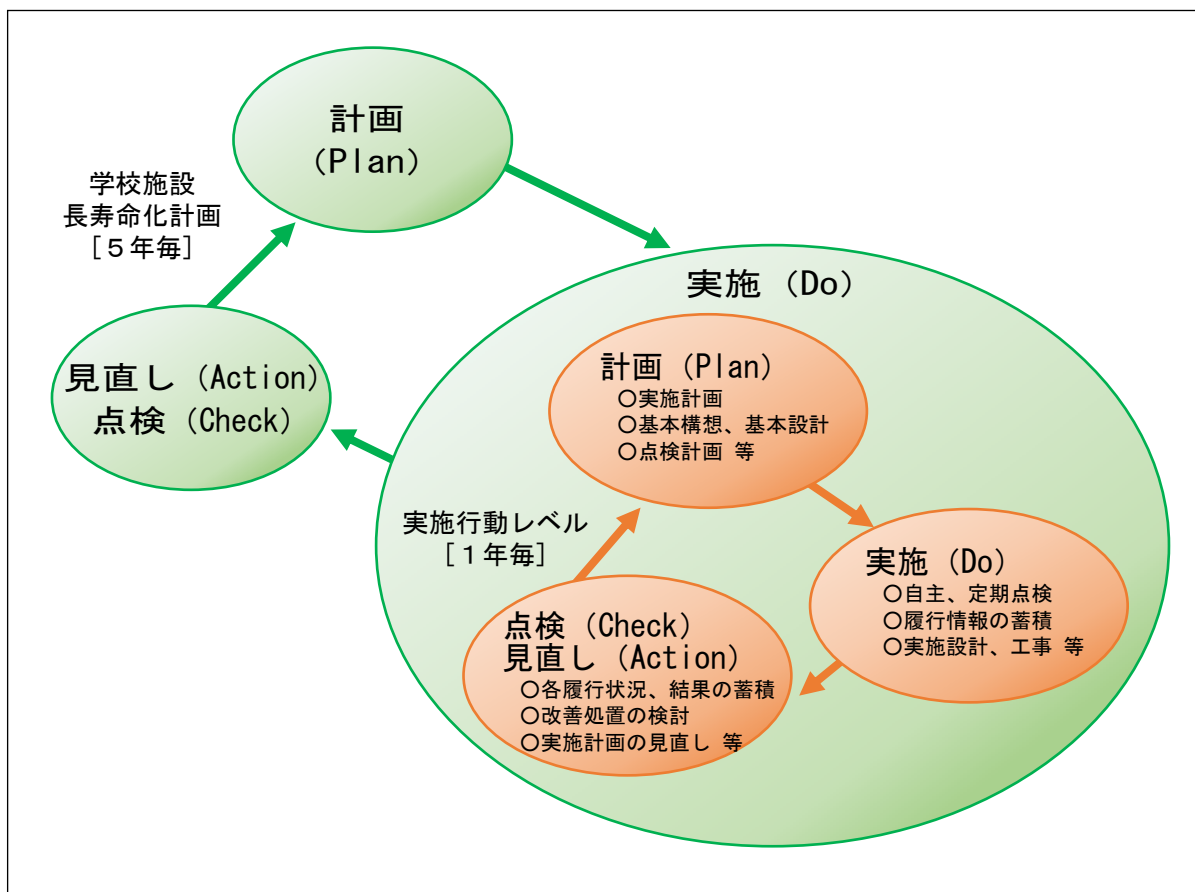 計画
（Plan）
学校施設
長寿命化計画
［５年毎］
実施（Do）
見直し（Action）
点検（Check）
計画（Plan）
○実施計画
○基本構想、基本設計
○点検計画 等
実施行動レベル
［１年毎］
実施（Do）
○自主、定期点検
○履行情報の蓄積
○実施設計、工事 等
点検（Check）
見直し（Action）
○各履行状況、結果の蓄積
○改善処置の検討
○実施計画の見直し 等